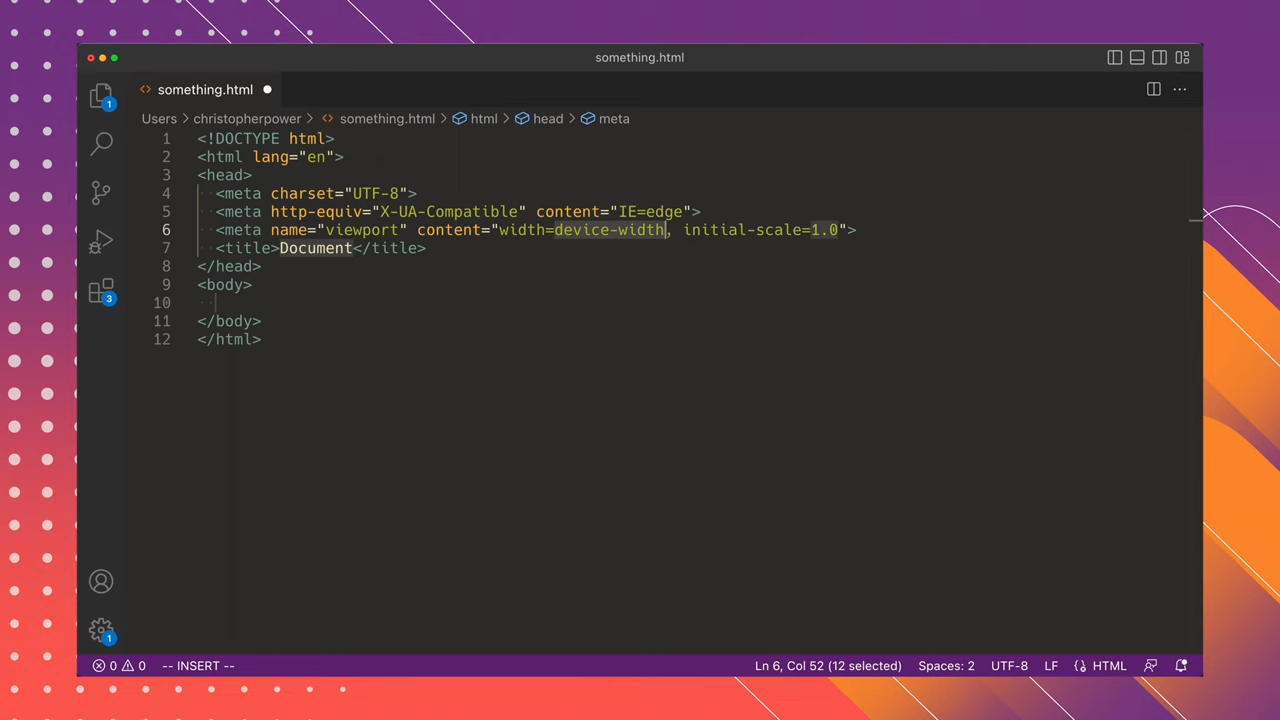 something.html
1
something.html
Users > christopherpower > something.html > html > head > meta
1 <!DOCTYPE html>
2 <html lang="en">
3 <head>
4 <meta charset="UTF-8">
5 <meta http-equiv="X-UA-Compatible" content="IE=edge">
6 <meta name="viewport" content="width=device-width, initial-scale=1.0">
7 <title>Document</title>
8 </head>
9 <body>
10
11 </body>
12 </html>
3
1
0 0 -- INSERT -- Ln 6, Col 52 (12 selected) Spaces: 2 UTF-8 LF HTML